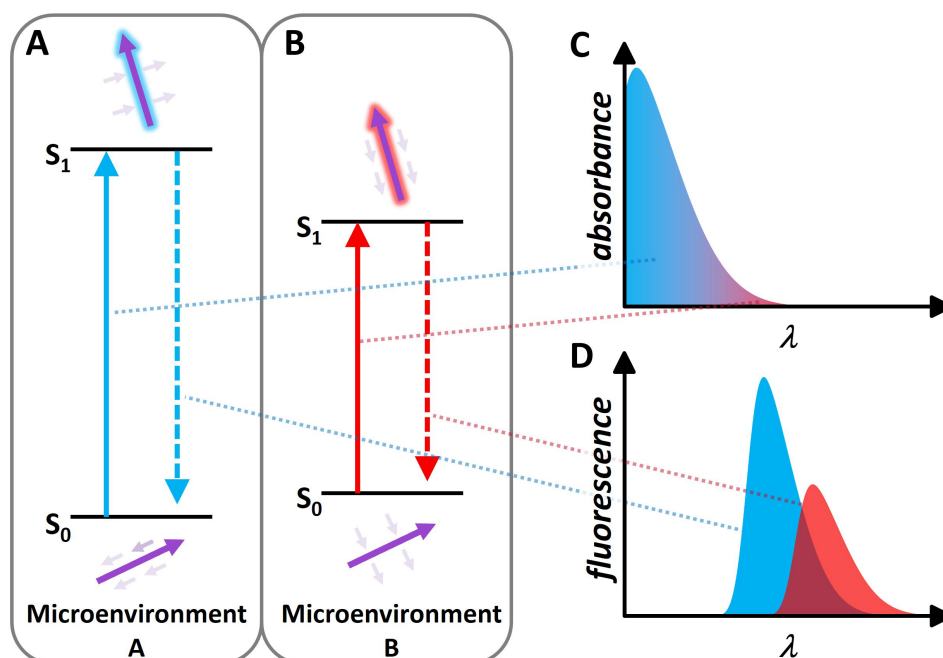 A
S₁
S₀
Microenvironment
A
B
S₁
S₀
Microenvironment
B
C
absorbance
λ
D
fluorescence
λ